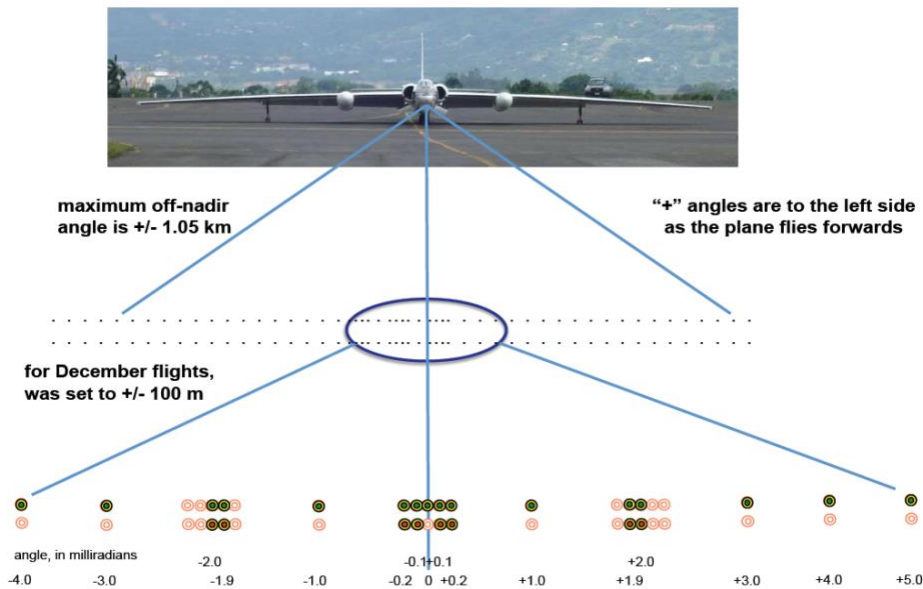 maximum off-nadir
angle is +/- 1.05 km
“+” angles are to the left side
as the plane flies forwards
for December flights,
was set to +/- 100 m
angle, in milliradians
-2.0 -0.1+0.1 +2.0
-4.0 -3.0 -1.9 -1.0 -0.2 0 +0.2 +1.0 +1.9 +3.0 +4.0 +5.0